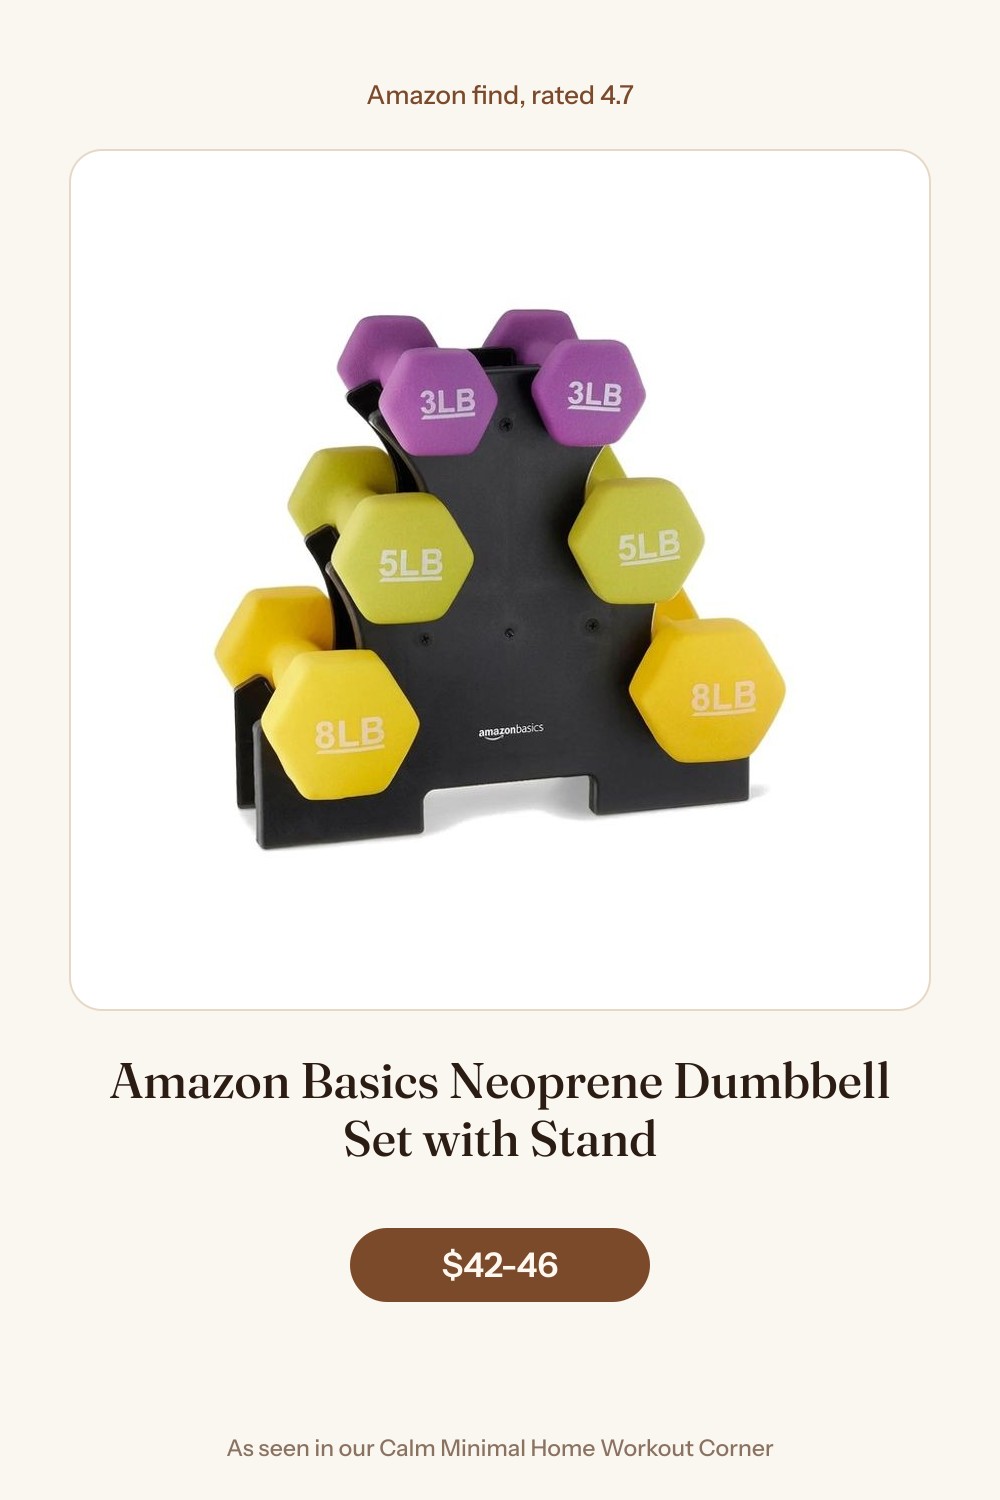 Amazon find, rated 4.7
3LB
3LB
5LB
5LB
8LB
8LB
amazonbasics
Amazon Basics Neoprene Dumbbell
Set with Stand
$42-46
As seen in our Calm Minimal Home Workout Corner